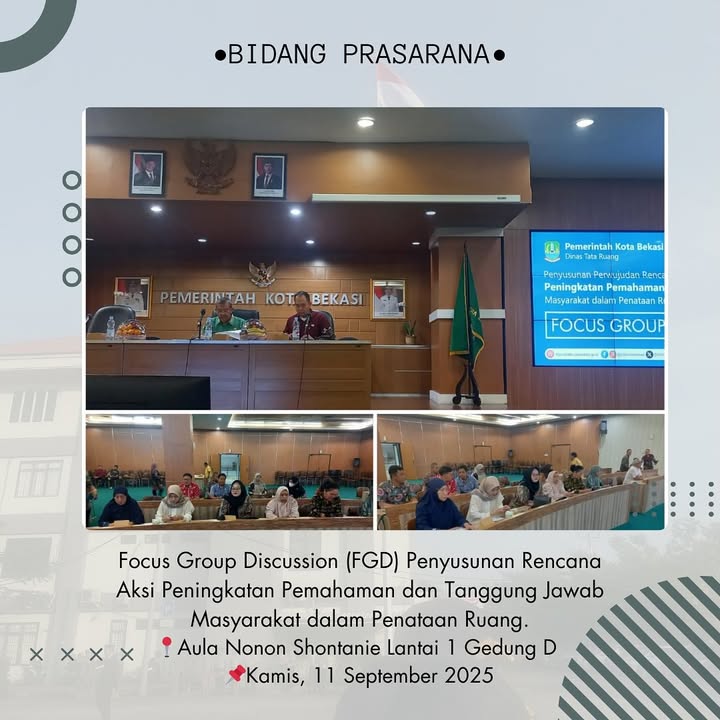 •BIDANG PRASARANA•
PEMERINTAH KOTA BEKASI
Pemerintah Kota Bekasi
Dinas Tata Ruang
Penyusunan Perwujudan Renca
Peningkatan Pemahaman
Masyarakat dalam Penataan Ru
FOCUS GROUP
Focus Group Discussion (FGD) Penyusunan Rencana
Aksi Peningkatan Pemahaman dan Tanggung Jawab
Masyarakat dalam Penataan Ruang.
📍Aula Nonon Shontanie Lantai 1 Gedung D
📌Kamis, 11 September 2025